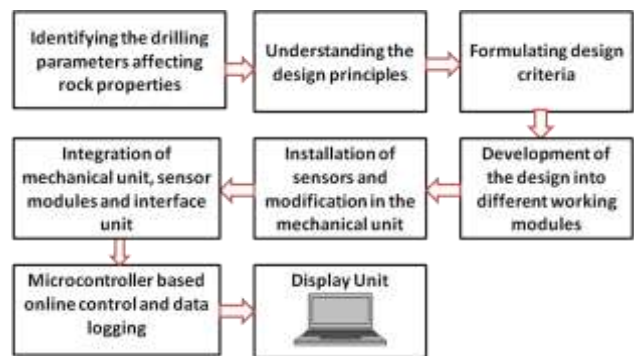 Identifying the drilling
parameters affecting
rock properties
Understanding the
design principles
Formulating design
criteria
Development of
the design into
different working
modules
Installation of
sensors and
modification in the
mechanical unit
Integration of
mechanical unit, sensor
modules and interface
unit
Microcontroller based
online control and data
logging
Display Unit